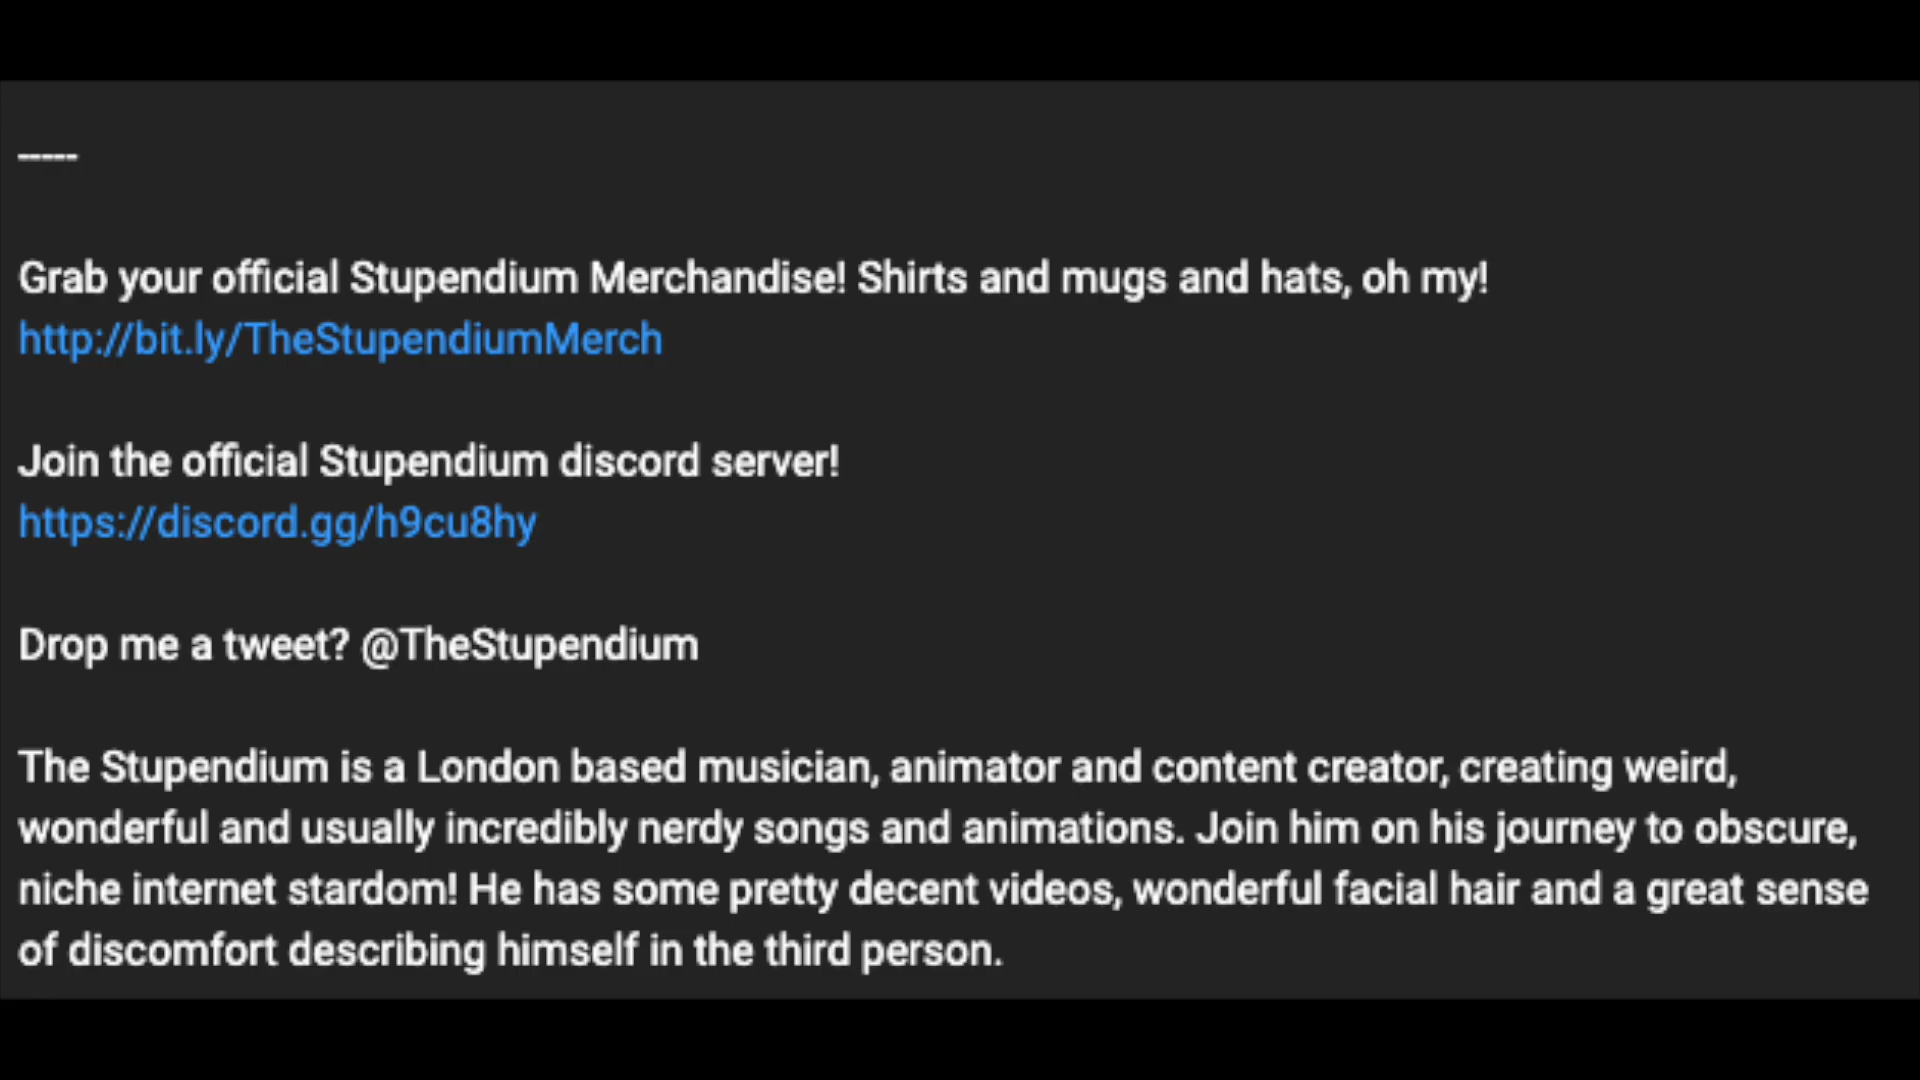 -----
Grab your official Stupendium Merchandise! Shirts and mugs and hats, oh my!
http://bit.ly/TheStupendiumMerch
Join the official Stupendium discord server!
https://discord.gg/h9cu8hy
Drop me a tweet? @TheStupendium
The Stupendium is a London based musician, animator and content creator, creating weird,
wonderful and usually incredibly nerdy songs and animations. Join him on his journey to obscure,
niche internet stardom! He has some pretty decent videos, wonderful facial hair and a great sense
of discomfort describing himself in the third person.